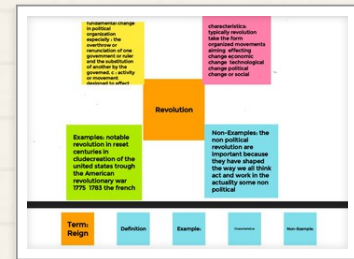 fundamental change
in political
organization
especially : the
overthrow or
renunciation of one
government or ruler
and the substitution
of another by the
governed. c : activity
or movement
designed to effect
characteristics:
typically revolution
take the form
organized movements
aiming effecting
change economic
change technological
change political
change or social
Revolution
Examples: notable
revolution in reset
centuries in
cludecreation of the
united states trough
the American
revolutionary war
1775 1783 the french
Non-Examples: the
non political
revolution are
important because
they have shaped
the way we all think
act and work in the
actuality some non
political
Term:
Reign
Definition
Example:
Characteristics
Non-Example